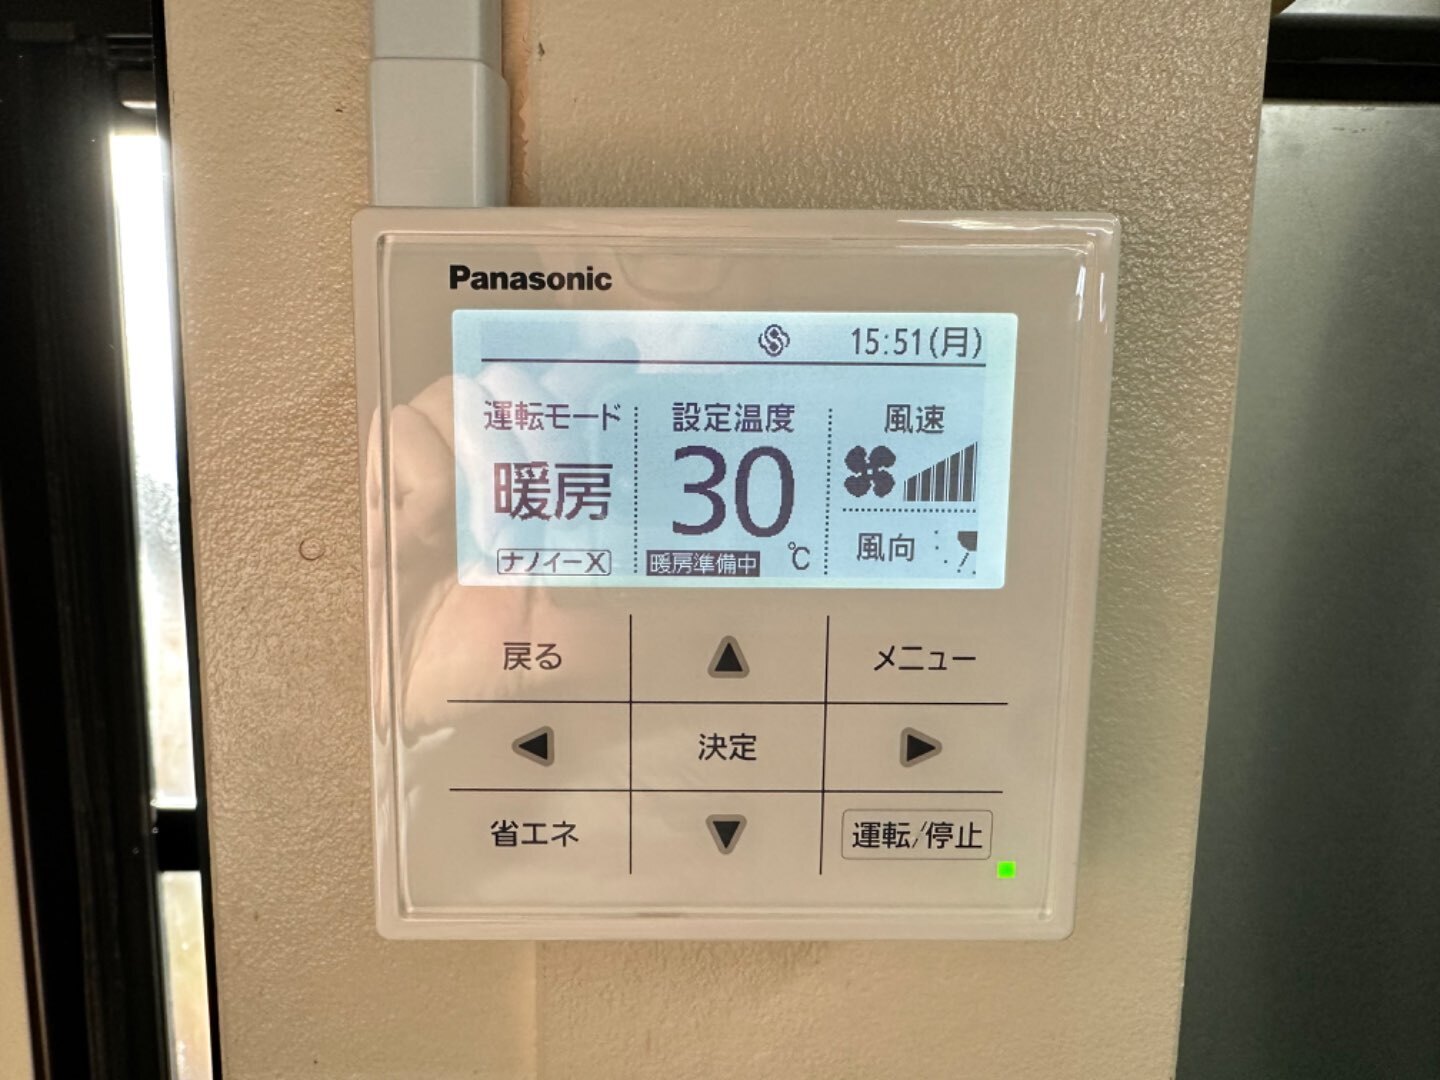 Panasonic
15:51(月)
運転モード
暖房
ナノイーX
設定温度
30
℃
暖房準備中
風速
風向
戻る
メニュー
決定
省エネ
運転/停止